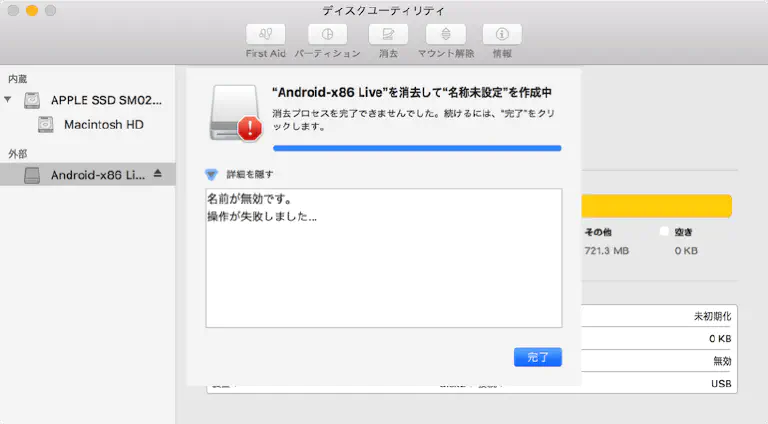 ディスクユーティリティ
First Aid パーティション 消去 マウント解除 情報
内蔵
APPLE SSD SM02...
Macintosh HD
外部
Android-x86 Li...
“Android-x86 Live”を消去して“名称未設定”を作成中
消去プロセスを完了できませんでした。続けるには、“完了”をクリ
ックします。
詳細を隠す
名前が無効です。
操作が失敗しました...
その他 空き
721.3 MB 0 KB
未初期化
0 KB
無効
完了
USB